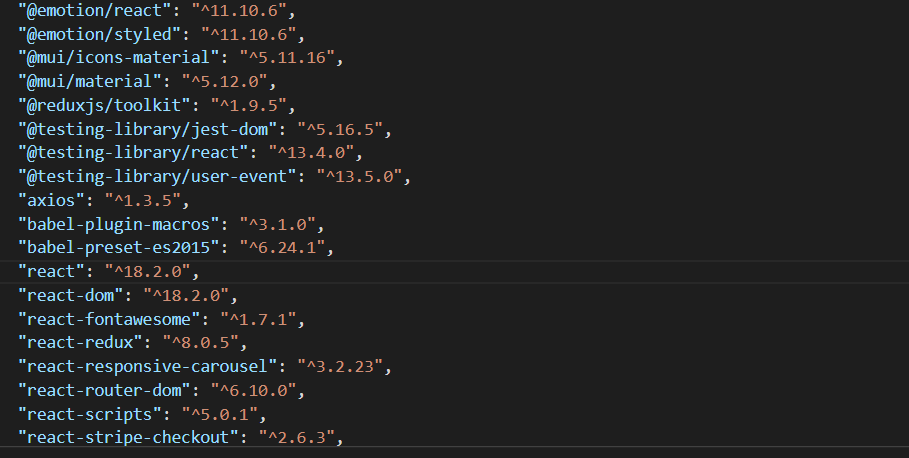 "@emotion/react": "^11.10.6",
"@emotion/styled": "^11.10.6",
"@mui/icons-material": "^5.11.16",
"@mui/material": "^5.12.0",
"@reduxjs/toolkit": "^1.9.5",
"@testing-library/jest-dom": "^5.16.5",
"@testing-library/react": "^13.4.0",
"@testing-library/user-event": "^13.5.0",
"axios": "^1.3.5",
"babel-plugin-macros": "^3.1.0",
"babel-preset-es2015": "^6.24.1",
"react": "^18.2.0",
"react-dom": "^18.2.0",
"react-fontawesome": "^1.7.1",
"react-redux": "^8.0.5",
"react-responsive-carousel": "^3.2.23",
"react-router-dom": "^6.10.0",
"react-scripts": "^5.0.1",
"react-stripe-checkout": "^2.6.3",